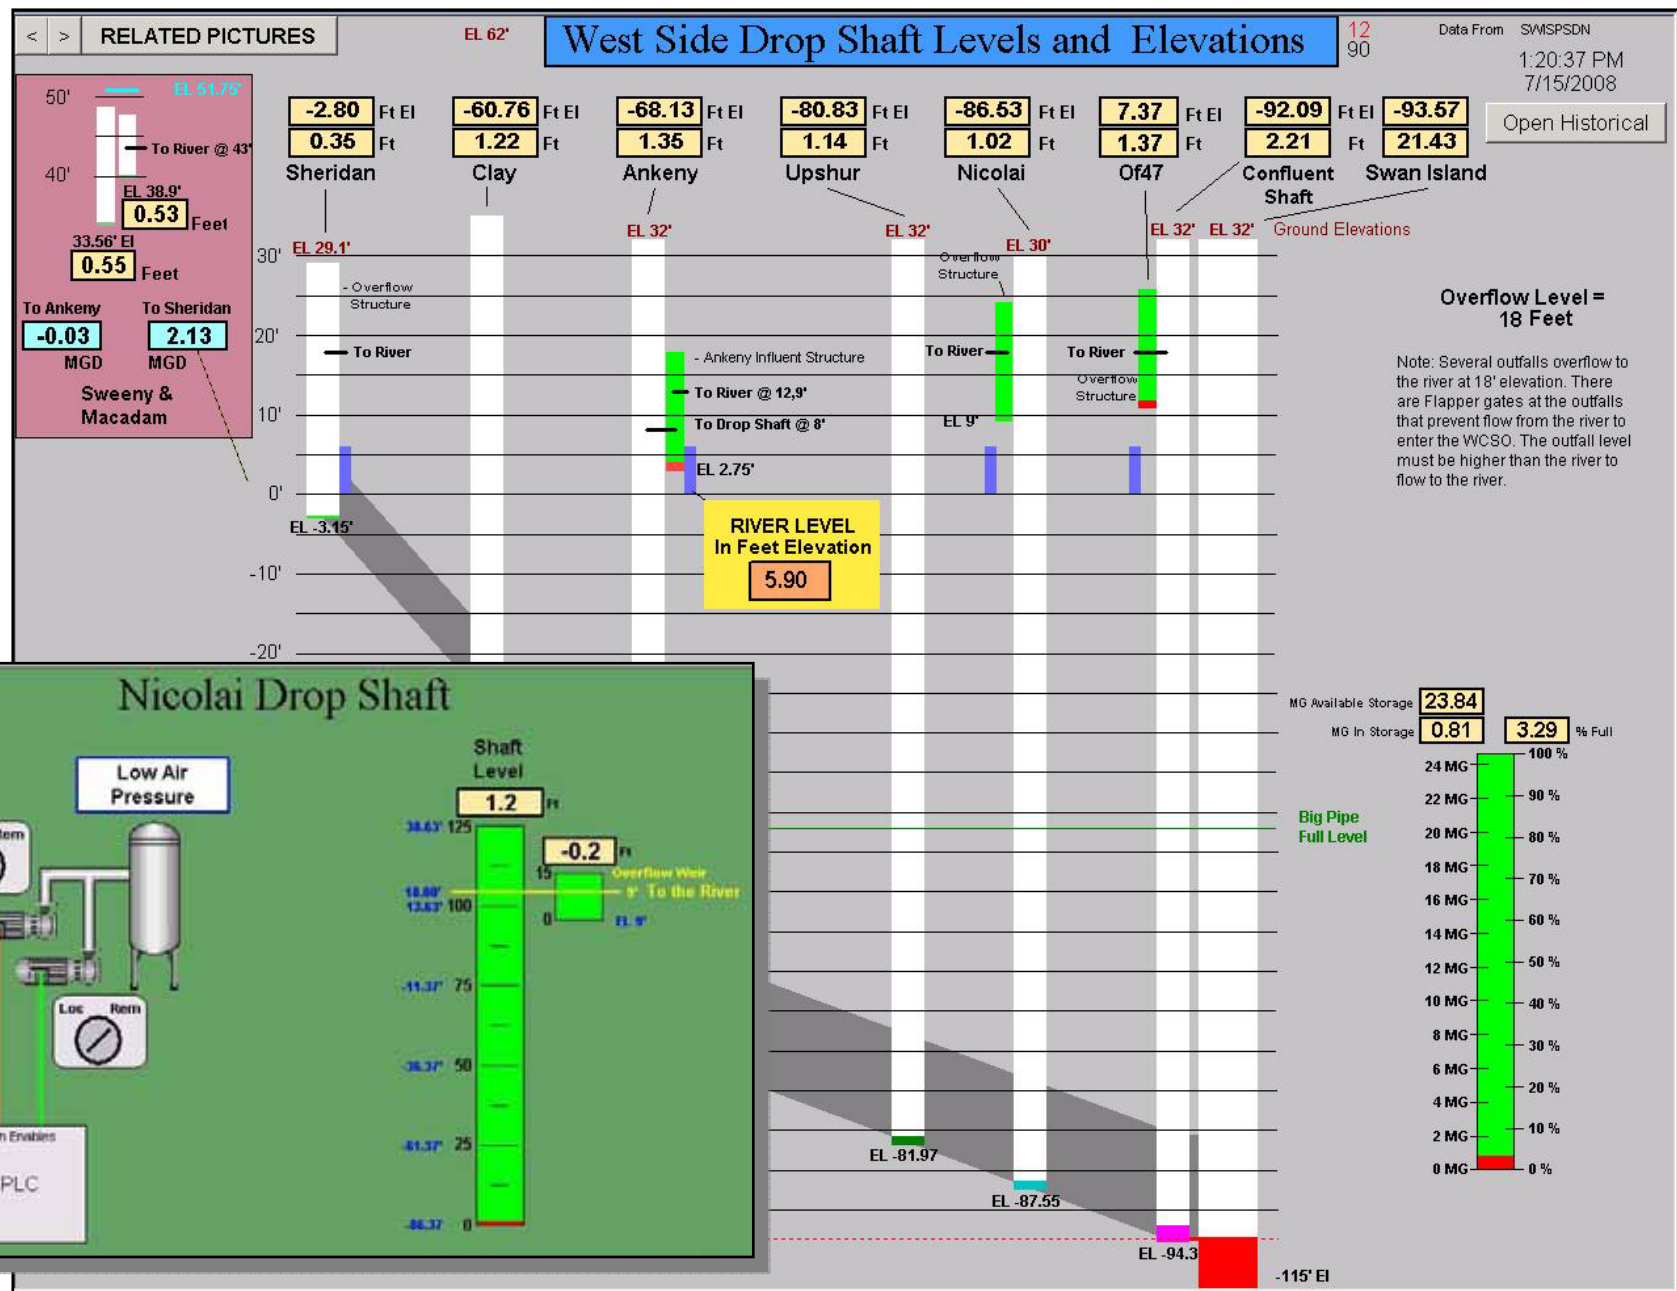 < > RELATED PICTURES
EL 62'
West Side Drop Shaft Levels and Elevations
12
90
Data From SWISPSDN
1:20:37 PM
7/15/2008
Open Historical
50'
EL 51.75'
To River @ 43'
40'
EL 38.9'
0.53 Feet
33.56' El
0.55 Feet
To Ankeny To Sheridan
-0.03 2.13
MGD MGD
Sweeny &
Macadam
-2.80 Ft El -60.76 Ft El -68.13 Ft El -80.83 Ft El -86.53 Ft El 7.37 Ft El -92.09 Ft El -93.57
0.35 Ft 1.22 Ft 1.35 Ft 1.14 Ft 1.02 Ft 1.37 Ft 2.21 Ft 21.43
Sheridan Clay Ankeny Upshur Nicolai Of47 Confluent
Shaft
Swan Island
EL 29.1' EL 32' EL 32' EL 30' EL 32' EL 32' Ground Elevations
30'
20'
10'
0'
-10'
-20'
- Overflow
Structure
To River
EL -3.15'
- Ankeny Influent Structure
To River @ 12,9'
To Drop Shaft @ 8'
EL 2.75'
RIVER LEVEL
In Feet Elevation
5.90
Overflow
Structure
To River
EL 9'
To River
Overflow
Structure
Overflow Level =
18 Feet
Note: Several outfalls overflow to
the river at 18' elevation. There
are Flapper gates at the outfalls
that prevent flow from the river to
enter the WCSO. The outfall level
must be higher than the river to
flow to the river.
MG Available Storage 23.84
MG In Storage 0.81 3.29 % Full
24 MG
22 MG
20 MG
18 MG
16 MG
14 MG
12 MG
10 MG
8 MG
6 MG
4 MG
2 MG
0 MG
100 %
90 %
80 %
70 %
60 %
50 %
40 %
30 %
20 %
10 %
0 %
Big Pipe
Full Level
EL -81.97
EL -87.55
EL -94.3
-115' El
Nicolai Drop Shaft
Low Air
Pressure
Shaft
Level
1.2 Ft
-0.2 Ft
38.63' 125
15
Overflow Weir
9' To the River
13.63' 100
0 EL 9'
-11.37' 75
-36.37' 50
-61.37' 25
-86.37 0
Loc Rem
n Enables
PLC